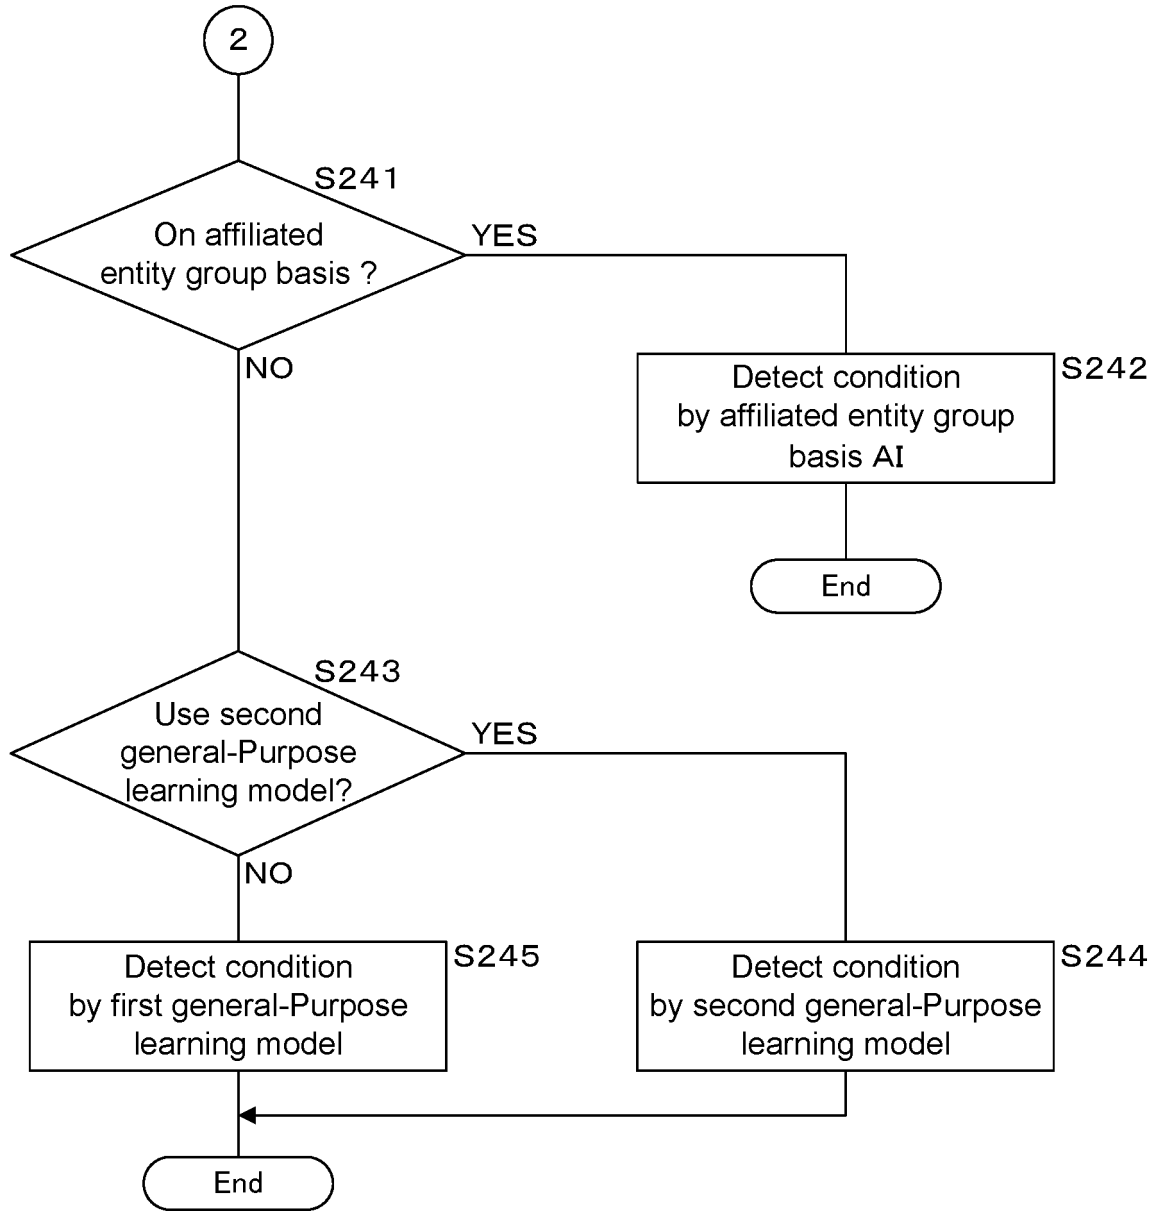 2
S241
On affiliated
entity group basis ?
YES
NO
S242
Detect condition
by affiliated entity group
basis AI
End
S243
Use second
general-Purpose
learning model?
YES
NO
S245
Detect condition
by first general-Purpose
learning model
S244
Detect condition
by second general-Purpose
learning model
End